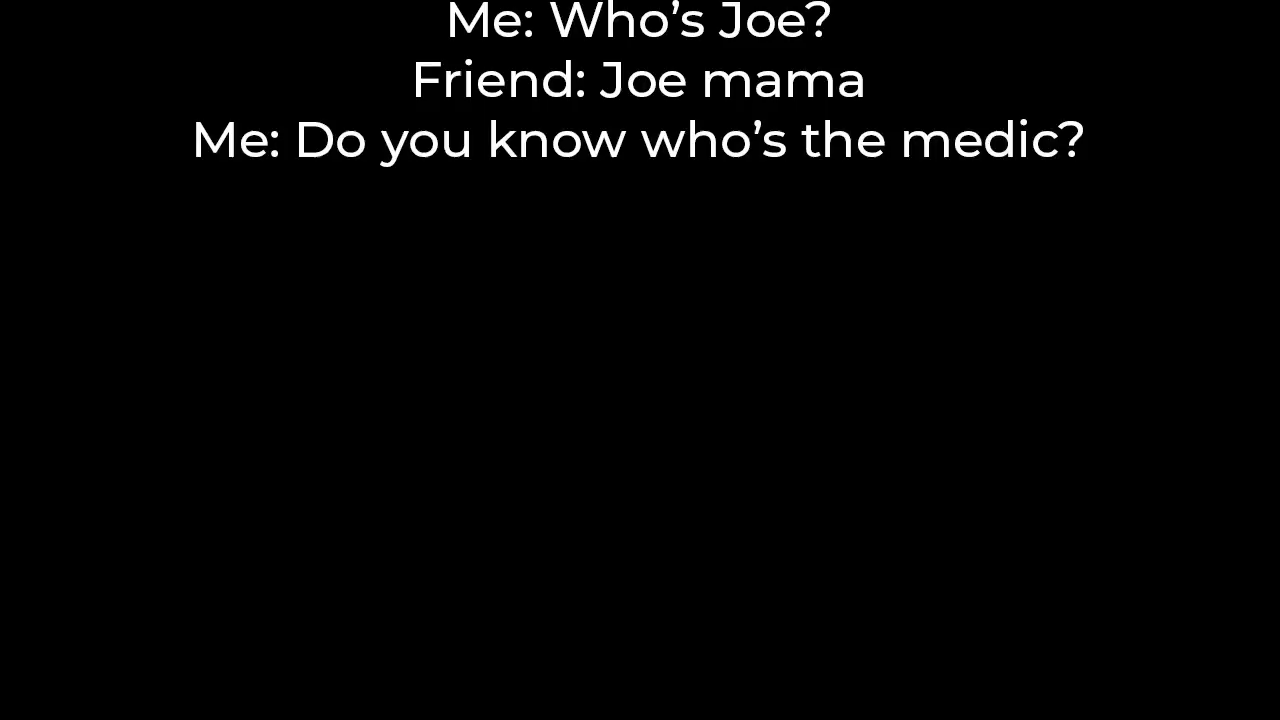 Me: Who’s Joe?
Friend: Joe mama
Me: Do you know who’s the medic?